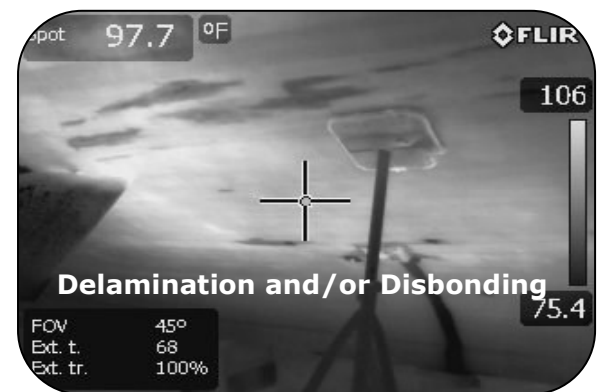 spot 97.7 °F
FLIR
106
Delamination and/or Disbonding
75.4
FOV 45°
Ext. t. 68
Ext. tr. 100%